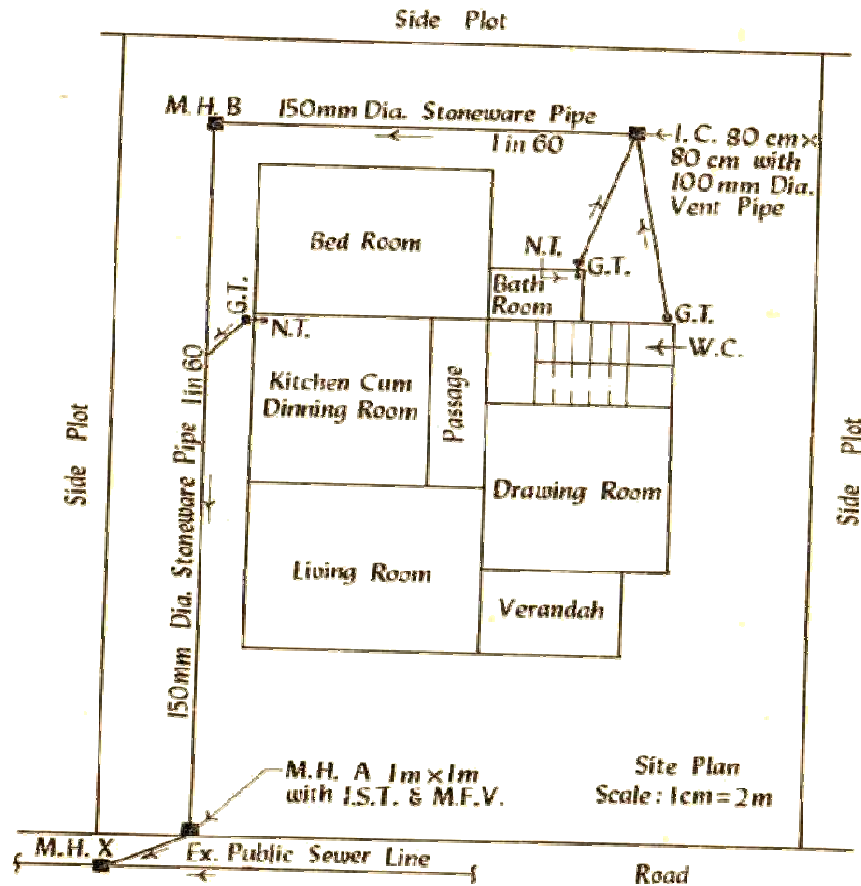 Side Plot
M.H. B
150mm Dia. Stoneware Pipe
1 in 60
I.C. 80 cm×
80 cm with
100 mm Dia.
Vent Pipe
Bed Room
N.T.
G.T.
Bath
Room
G.T.
N.T.
G.T.
W.C.
Kitchen Cum
Dinning Room
Passage
Side Plot
150mm Dia. Stoneware Pipe 1 in 60
Side Plot
Drawing Room
Living Room
Verandah
M.H. A 1m×1m
with I.S.T. & M.F.V.
Site Plan
Scale: 1cm=2m
M.H. X
Ex. Public Sewer Line
Road